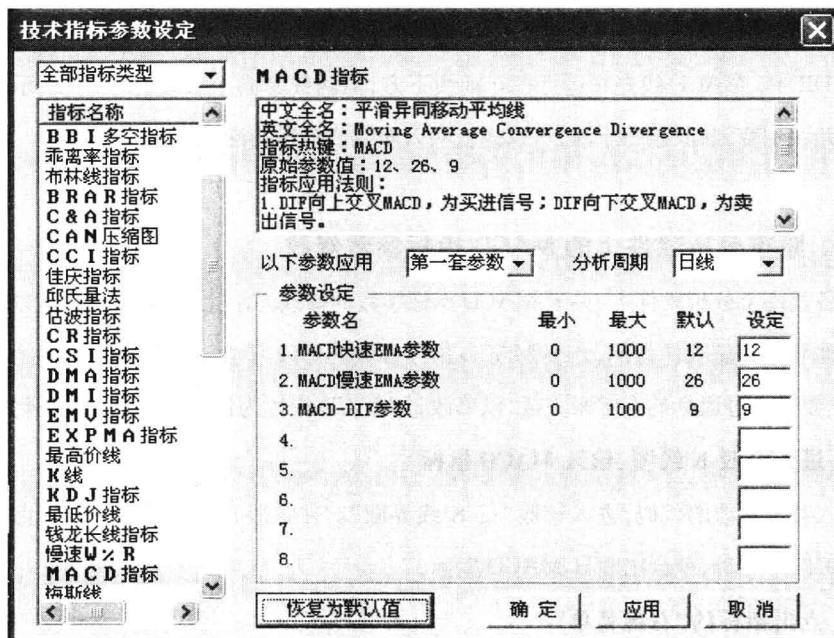 技术指标参数设定
全部指标类型
指标名称
BBI多空指标
乖离率指标
布林线指标
BRAR指标
C&A指标
CAN压缩图
CCI指标
佳庆指标
邱氏量法
估波指标
CR指标
CSI指标
DMA指标
DMI指标
EMV指标
EXPMA指标
最高价线
K线
KDJ指标
最低价线
钱龙长线指标
慢速W%R
MACD指标
梅斯线
MACD指标
中文全名：平滑异同移动平均线
英文全名：Moving Average Convergence Divergence
指标热键：MACD
原始参数值：12、26、9
指标应用法则：
1.DIF向上交叉MACD，为买进信号；DIF向下交叉MACD，为卖
出信号。
以下参数应用 第一套参数 分析周期 日线
参数设定
参数名 最小 最大 默认 设定
1.MACD快速EMA参数 0 1000 12 12
2.MACD慢速EMA参数 0 1000 26 26
3.MACD-DIF参数 0 1000 9 9
4.
5.
6.
7.
8.
恢复为默认值 确定 应用 取消